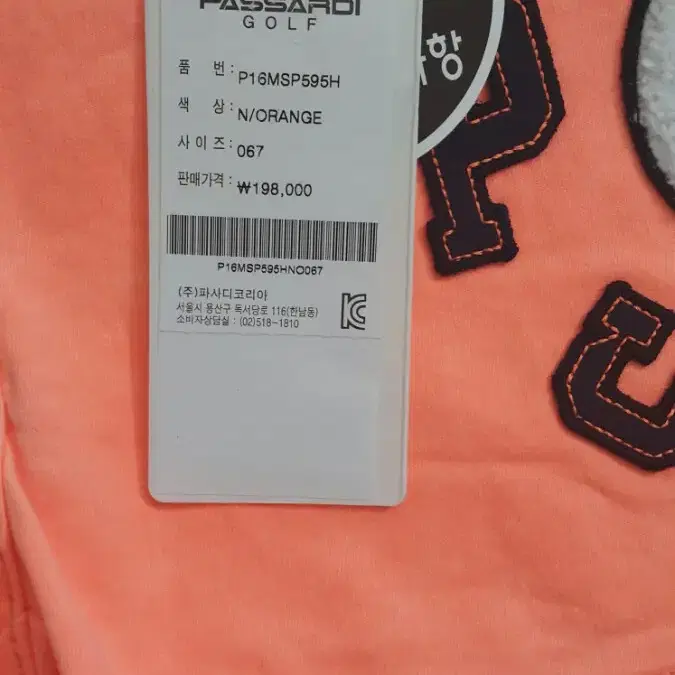 PASSARDI
GOLF
품 번 : P16MSP595H
색 상 : N/ORANGE
사 이 즈 : 067
판매가격 : ₩198,000
P16MSP595HNO067
(주)파사디코리아
서울시 용산구 독서당로 116(한남동)
소비자상담실 : (02)518-1810
항
P